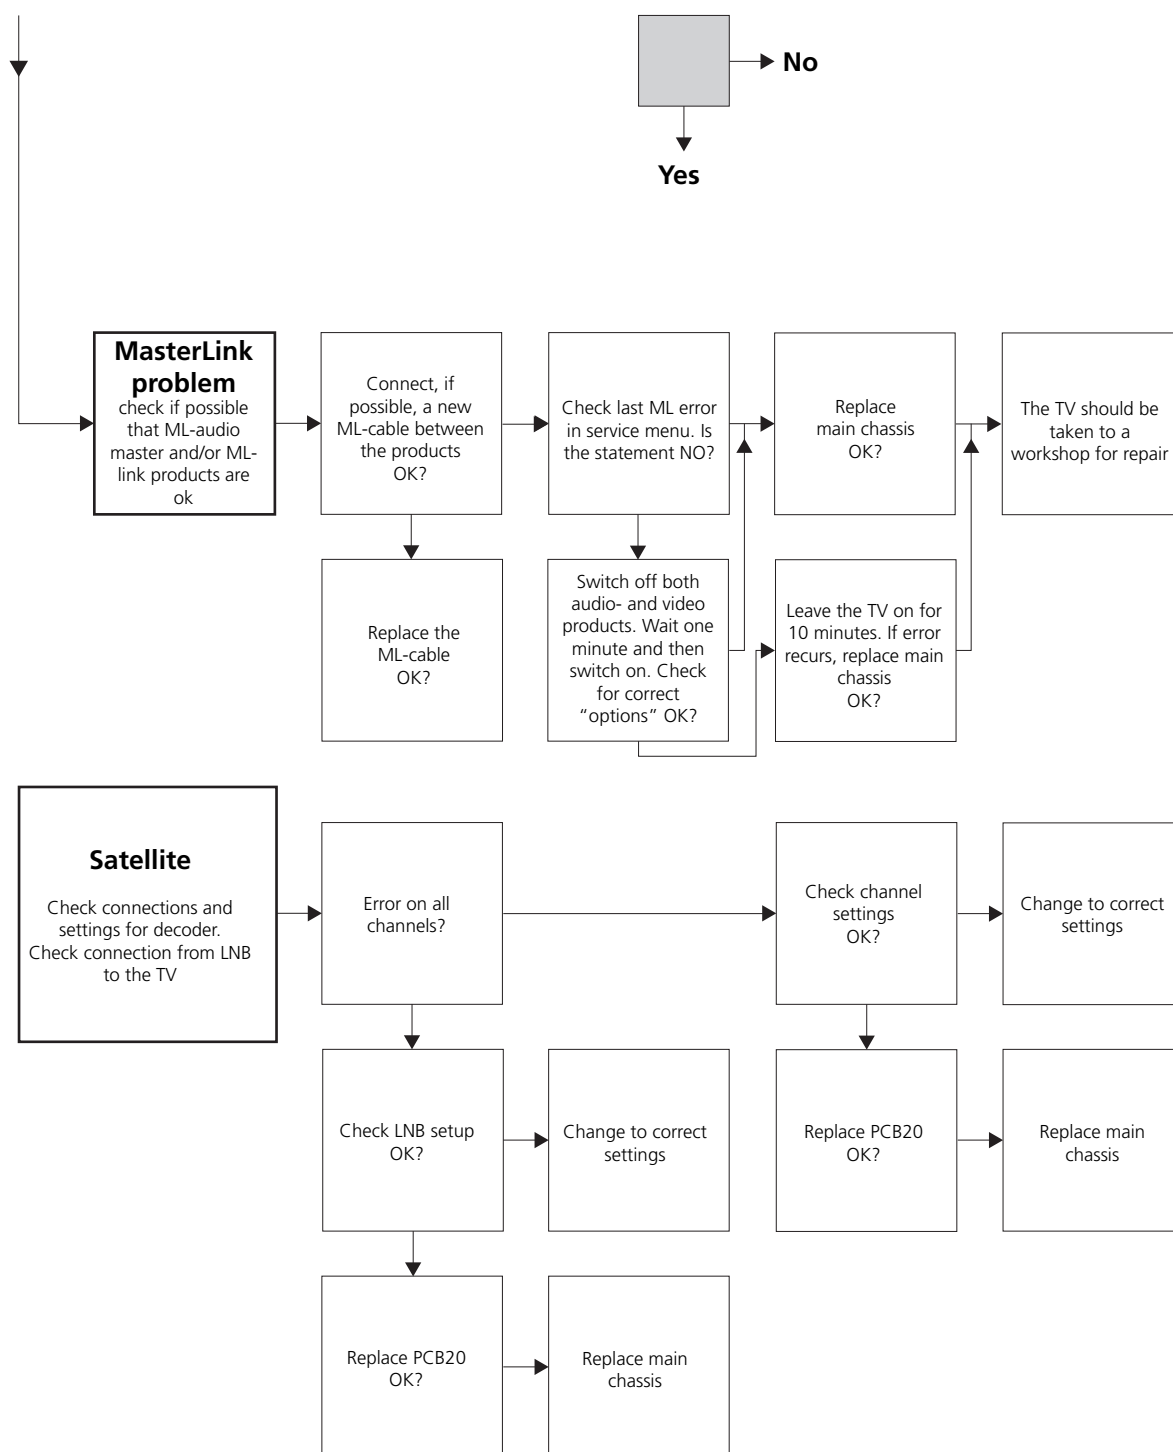 No
Yes
MasterLink
problem
check if possible
that ML-audio
master and/or ML-
link products are
ok
Connect, if
possible, a new
ML-cable between
the products
OK?
Check last ML error
in service menu. Is
the statement NO?
Replace
main chassis
OK?
The TV should be
taken to a
workshop for repair
Replace the
ML-cable
OK?
Switch off both
audio- and video
products. Wait one
minute and then
switch on. Check
for correct
“options” OK?
Leave the TV on for
10 minutes. If error
recurs, replace main
chassis
OK?
Satellite
Check connections and
settings for decoder.
Check connection from LNB
to the TV
Error on all
channels?
Check channel
settings
OK?
Change to correct
settings
Check LNB setup
OK?
Change to correct
settings
Replace PCB20
OK?
Replace main
chassis
Replace PCB20
OK?
Replace main
chassis